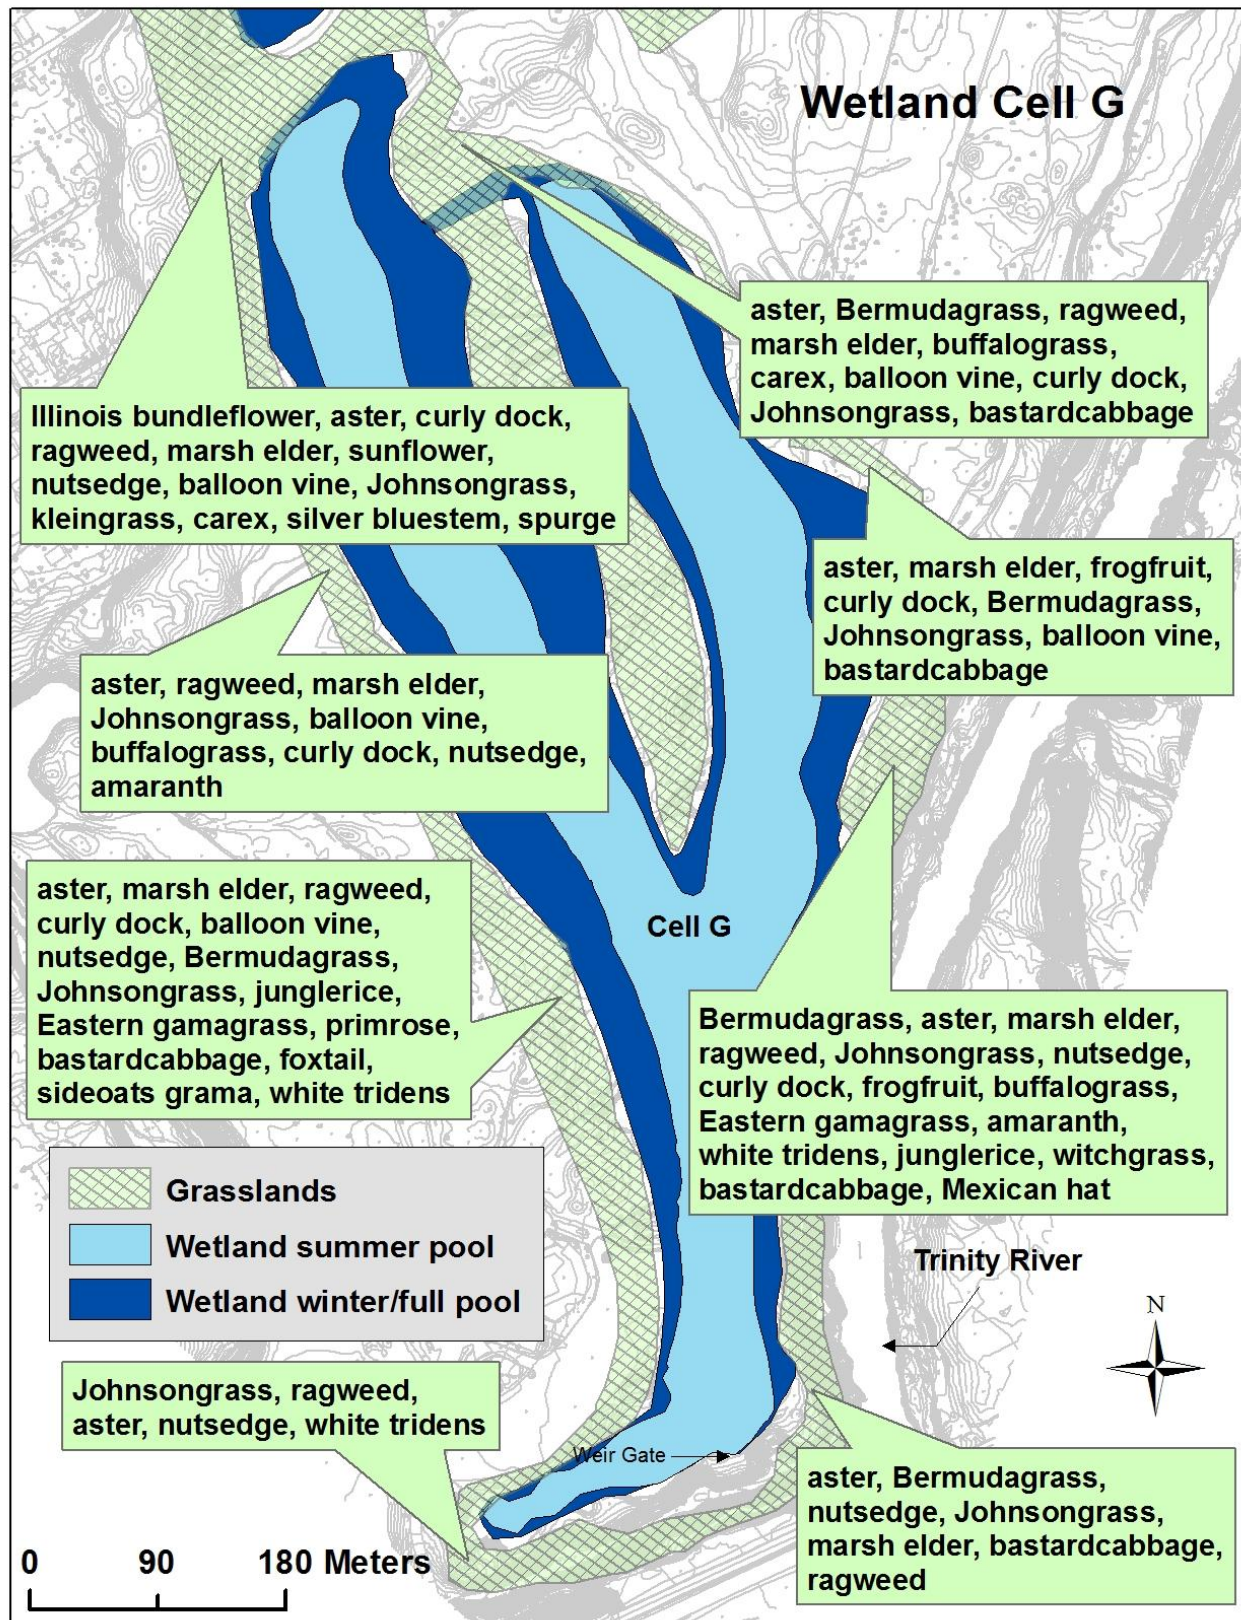 Wetland Cell G
aster, Bermudagrass, ragweed,
marsh elder, buffalograss,
carex, balloon vine, curly dock,
Johnsongrass, bastardcabbage
Illinois bundleflower, aster, curly dock,
ragweed, marsh elder, sunflower,
nutsedge, balloon vine, Johnsongrass,
kleingrass, carex, silver bluestem, spurge
aster, marsh elder, frogfruit,
curly dock, Bermudagrass,
Johnsongrass, balloon vine,
bastardcabbage
aster, ragweed, marsh elder,
Johnsongrass, balloon vine,
buffalograss, curly dock, nutsedge,
amaranth
aster, marsh elder, ragweed,
curly dock, balloon vine,
nutsedge, Bermudagrass,
Johnsongrass, junglerice,
Eastern gamagrass, primrose,
bastardcabbage, foxtail,
sideoats grama, white tridens
Cell G
Bermudagrass, aster, marsh elder,
ragweed, Johnsongrass, nutsedge,
curly dock, frogfruit, buffalograss,
Eastern gamagrass, amaranth,
white tridens, junglerice, witchgrass,
bastardcabbage, Mexican hat
Grasslands
Wetland summer pool
Wetland winter/full pool
Trinity River
N
Johnsongrass, ragweed,
aster, nutsedge, white tridens
Weir Gate
aster, Bermudagrass,
nutsedge, Johnsongrass,
marsh elder, bastardcabbage,
ragweed
0 90 180 Meters